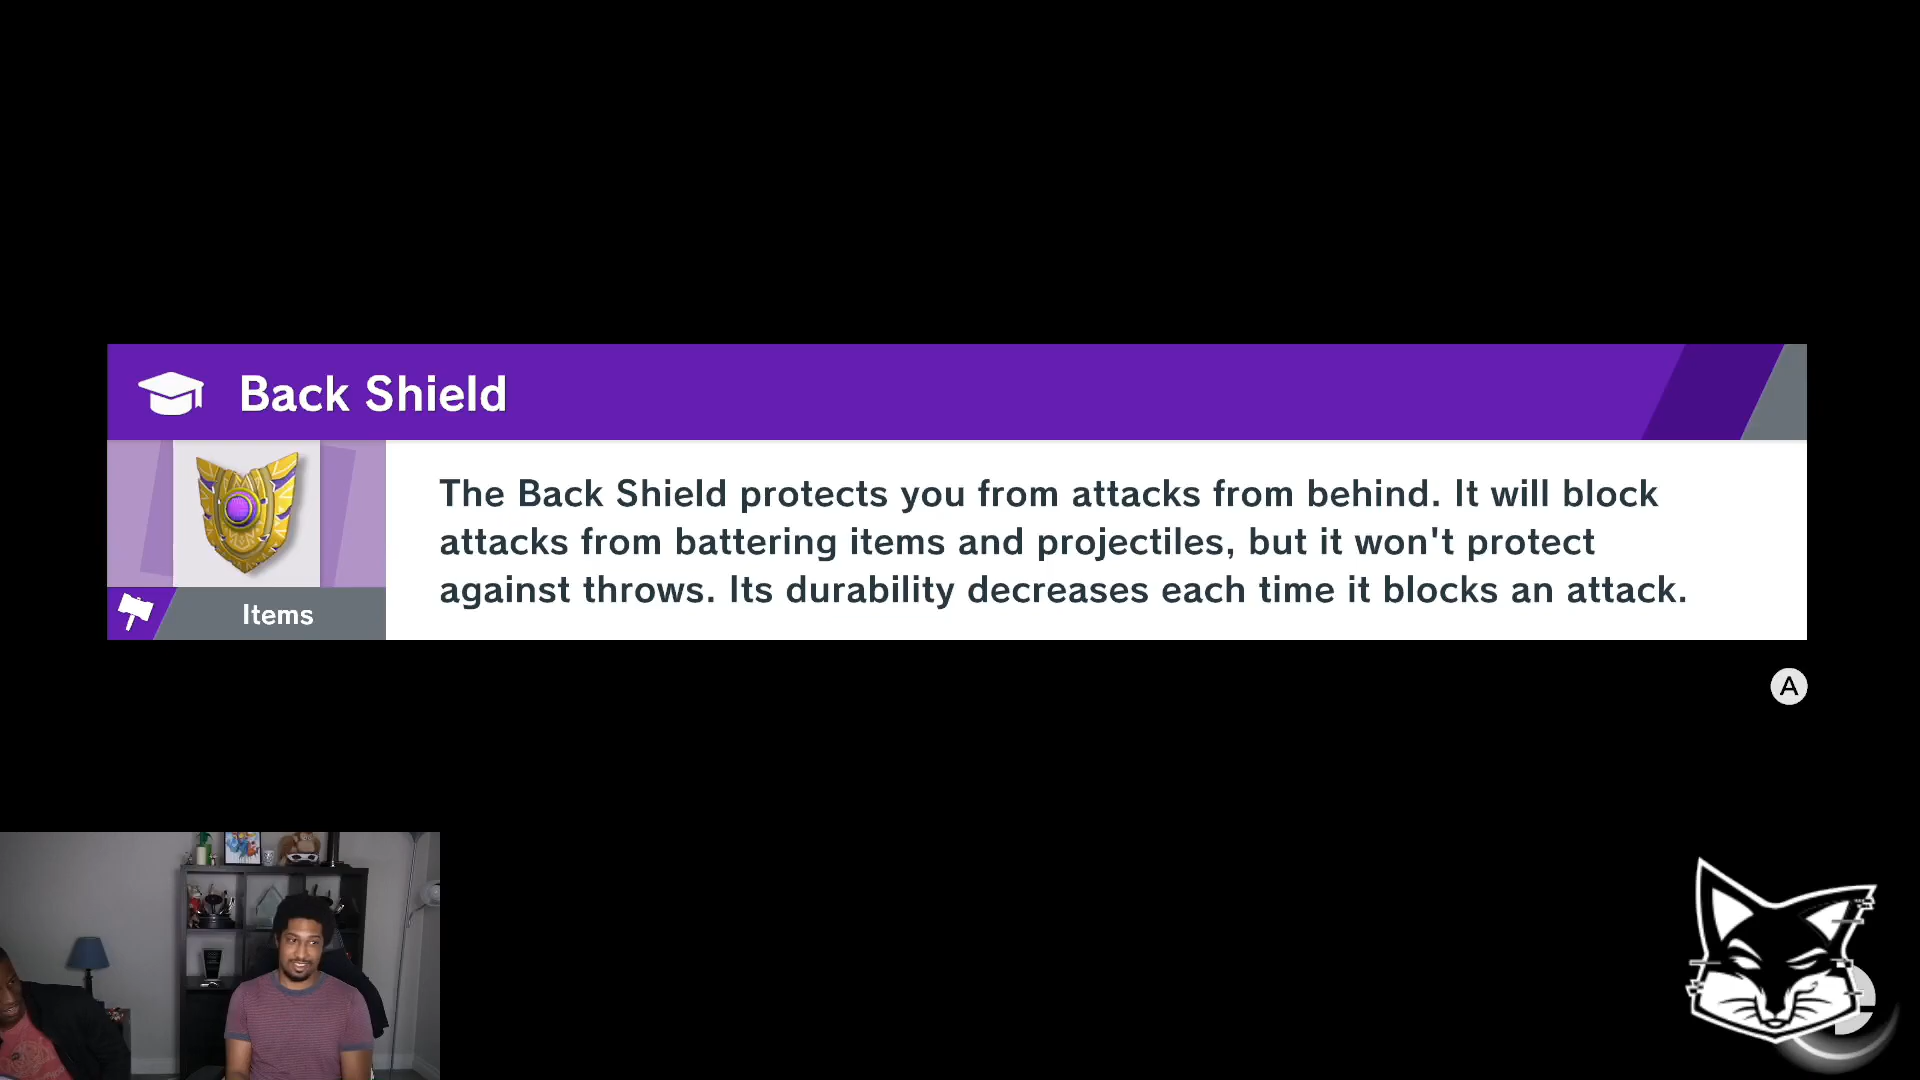 Back Shield
The Back Shield protects you from attacks from behind. It will block
attacks from battering items and projectiles, but it won't protect
against throws. Its durability decreases each time it blocks an attack.
Items
A